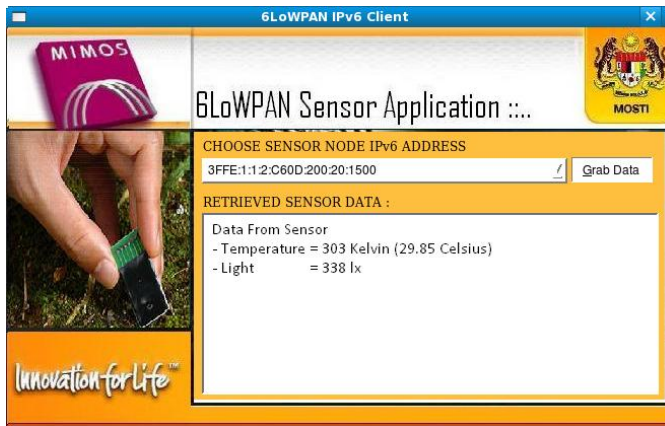 6LoWPAN IPv6 Client
MIMOS
6LoWPAN Sensor Application ::..
MOSTI
CHOOSE SENSOR NODE IPv6 ADDRESS
3FFE:1:1:2:C60D:200:20:1500
Grab Data
RETRIEVED SENSOR DATA :
Data From Sensor
- Temperature = 303 Kelvin (29.85 Celsius)
- Light = 338 lx
Innovation for Life™